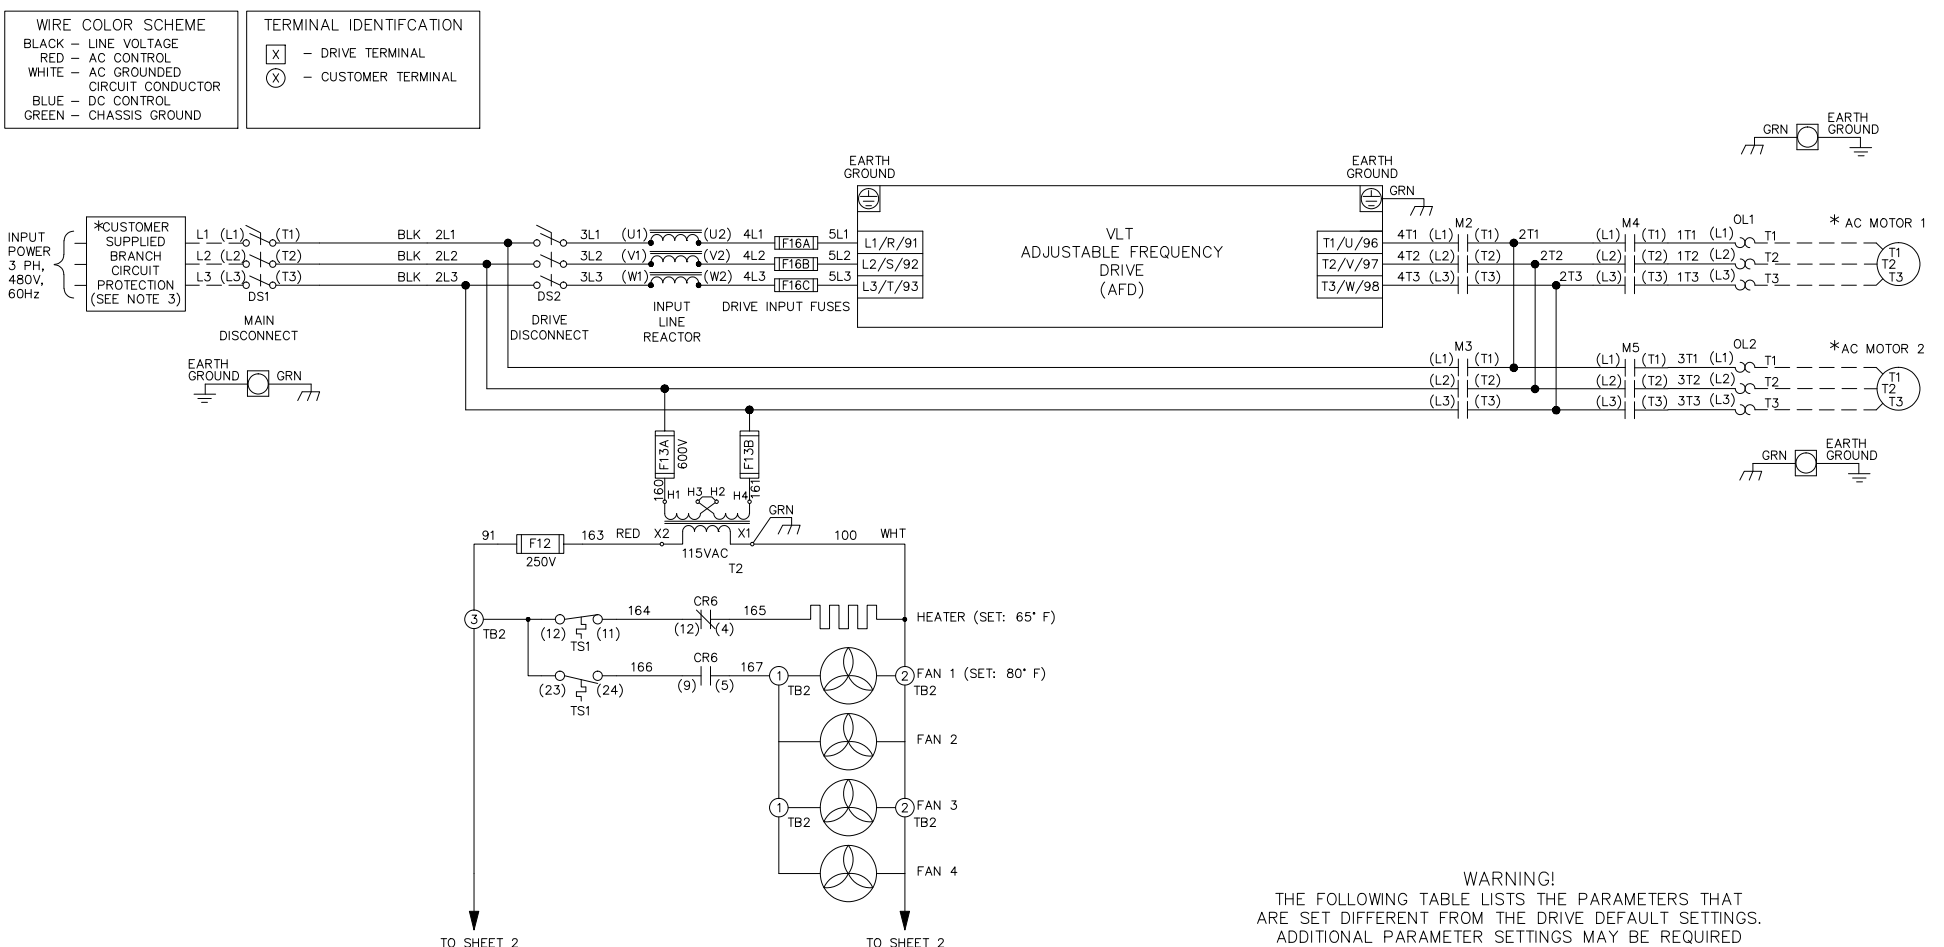 WIRE COLOR SCHEME
BLACK – LINE VOLTAGE
RED – AC CONTROL
WHITE – AC GROUNDED
CIRCUIT CONDUCTOR
BLUE – DC CONTROL
GREEN – CHASSIS GROUND
TERMINAL IDENTIFCATION
X – DRIVE TERMINAL
X – CUSTOMER TERMINAL
GRN EARTH
GROUND
INPUT
POWER
3 PH,
480V,
60Hz
*CUSTOMER
SUPPLIED
BRANCH
CIRCUIT
PROTECTION
(SEE NOTE 3)
L1 (L1) (T1) BLK 2L1 3L1 (U1) (U2) 4L1 F16A 5L1 L1/R/91
L2 (L2) (T2) BLK 2L2 3L2 (V1) (V2) 4L2 F16B 5L2 L2/S/92
L3 (L3) (T3) BLK 2L3 3L3 (W1) (W2) 4L3 F16C 5L3 L3/T/93
DS1
MAIN
DISCONNECT
DS2
DRIVE
DISCONNECT
INPUT
LINE
REACTOR
DRIVE INPUT FUSES
EARTH
GROUND
VLT
ADJUSTABLE FREQUENCY
DRIVE
(AFD)
EARTH
GROUND
GRN
M2 M4 OL1 * AC MOTOR 1
T1/U/96 4T1 (L1) (T1) 2T1 (L1) (T1) 1T1 (L1) T1
T2/V/97 4T2 (L2) (T2) 2T2 (L2) (T2) 1T2 (L2) T2
T3/W/98 4T3 (L3) (T3) 2T3 (L3) (T3) 1T3 (L3) T3
T1
T2
T3
EARTH
GROUND GRN
M3 M5 OL2 *AC MOTOR 2
(L1) (T1) (L1) (T1) 3T1 (L1) T1
(L2) (T2) (L2) (T2) 3T2 (L2) T2
(L3) (T3) (L3) (T3) 3T3 (L3) T3
T1
T2
T3
GRN EARTH
GROUND
F13A
600V
F13B
160
161
H1 H3 H2 H4
GRN
91 F12 163 RED X2 X1 100 WHT
250V
115VAC
T2
3
TB2
(12) (11)
TS1
164
CR6
(12) (4)
165
HEATER (SET: 65° F)
(23) (24)
TS1
166
CR6
(9) (5)
167
1
TB2
2
TB2
FAN 1 (SET: 80° F)
FAN 2
1
TB2
2
TB2
FAN 3
FAN 4
TO SHEET 2
TO SHEET 2
WARNING!
THE FOLLOWING TABLE LISTS THE PARAMETERS THAT
ARE SET DIFFERENT FROM THE DRIVE DEFAULT SETTINGS.
ADDITIONAL PARAMETER SETTINGS MAY BE REQUIRED